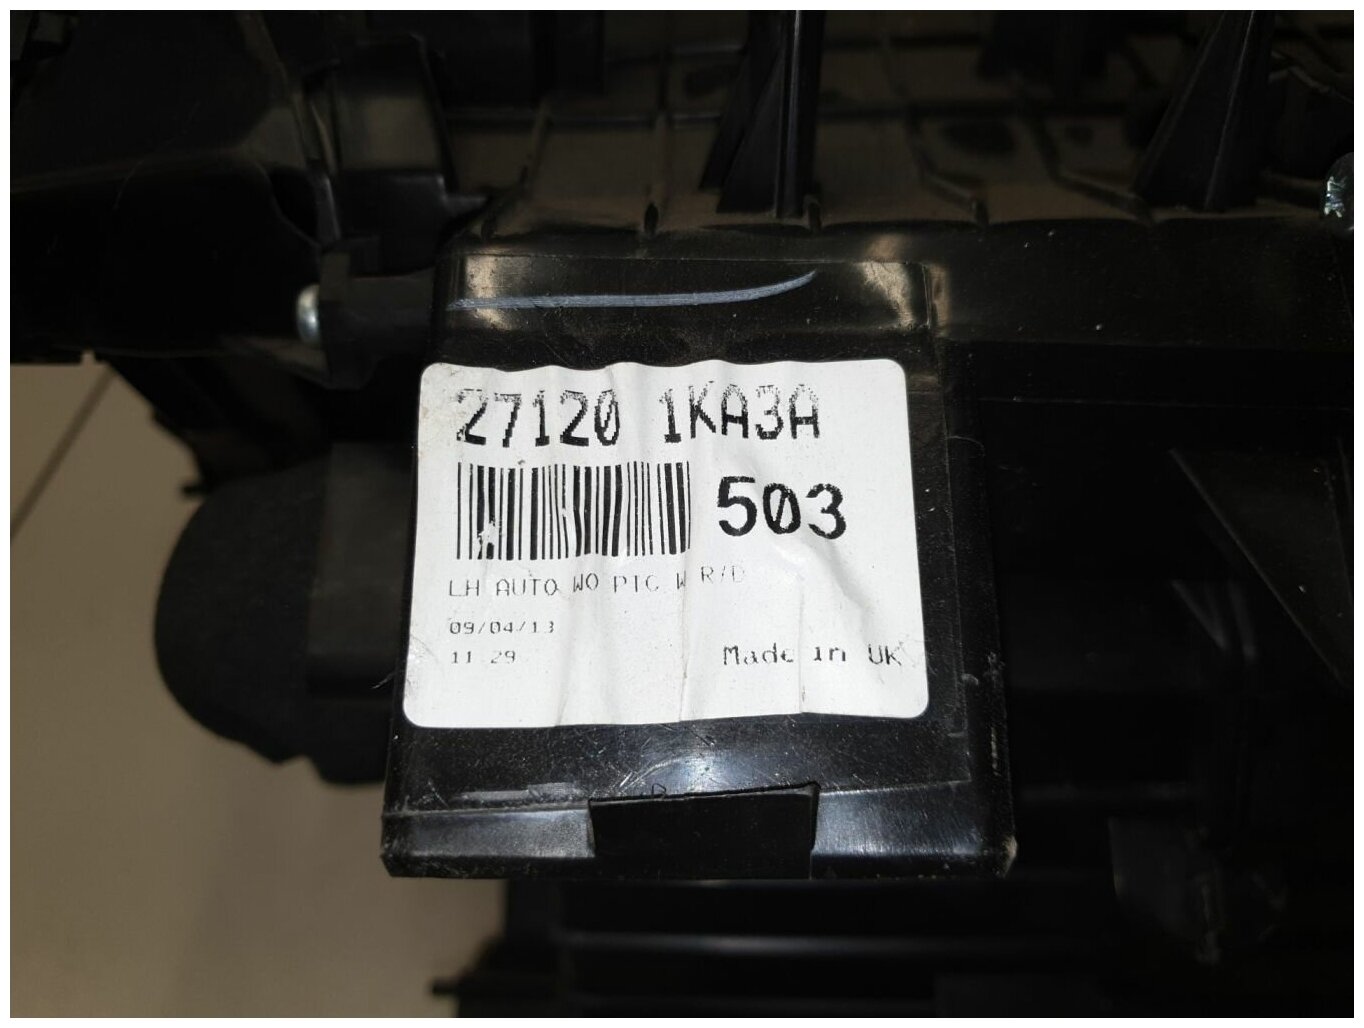 27120 1KA3A
503
LH AUTO WO PTC W R/D
09/04/13
11 29
Made in UK